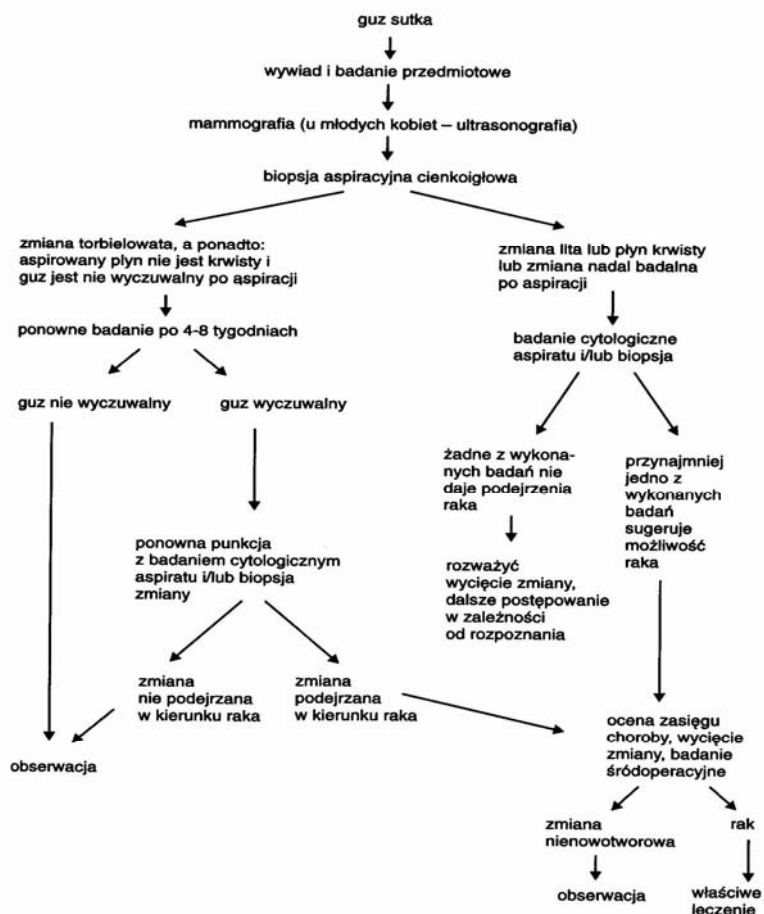 guz sutka
wywiad i badanie przedmiotowe
mammografia (u młodych kobiet – ultrasonografia)
biopsja aspiracyjna cienkoigłowa
zmiana torbielowata, a ponadto:
aspirowany płyn nie jest krwisty i
guz jest nie wyczuwalny po aspiracji
zmiana lita lub płyn krwisty
lub zmiana nadal badalna
po aspiracji
ponowne badanie po 4-8 tygodniach
badanie cytologiczne
aspiratu i/lub biopsja
guz nie wyczuwalny
guz wyczuwalny
żadne z wykona-
nych badań nie
daje podejrzenia
raka
przynajmniej
jedno z
wykonanych
badań
sugeruje
możliwość
raka
ponowna punkcja
z badaniem cytologicznym
aspiratu i/lub biopsja
zmiany
rozważyć
wycięcie zmiany,
dalsze postępowanie
w zależności
od rozpoznania
zmiana
nie podejrzana
w kierunku raka
zmiana
podejrzana
w kierunku raka
ocena zasięgu
choroby, wycięcie
zmiany, badanie
śródoperacyjne
obserwacja
zmiana
nienowotworowa
rak
obserwacja
właściwe
leczenie